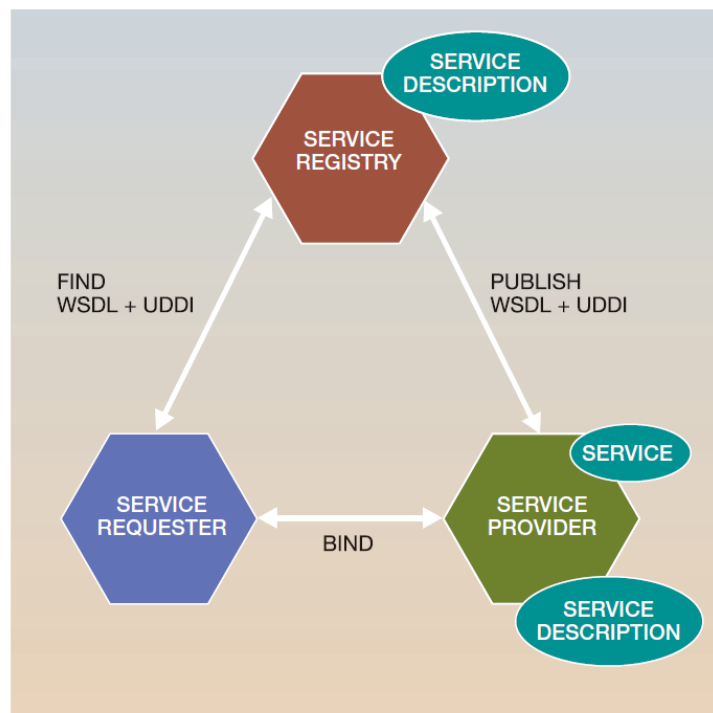 SERVICE
DESCRIPTION
SERVICE
REGISTRY
FIND
WSDL + UDDI
PUBLISH
WSDL + UDDI
SERVICE
SERVICE
REQUESTER
BIND
SERVICE
PROVIDER
SERVICE
DESCRIPTION